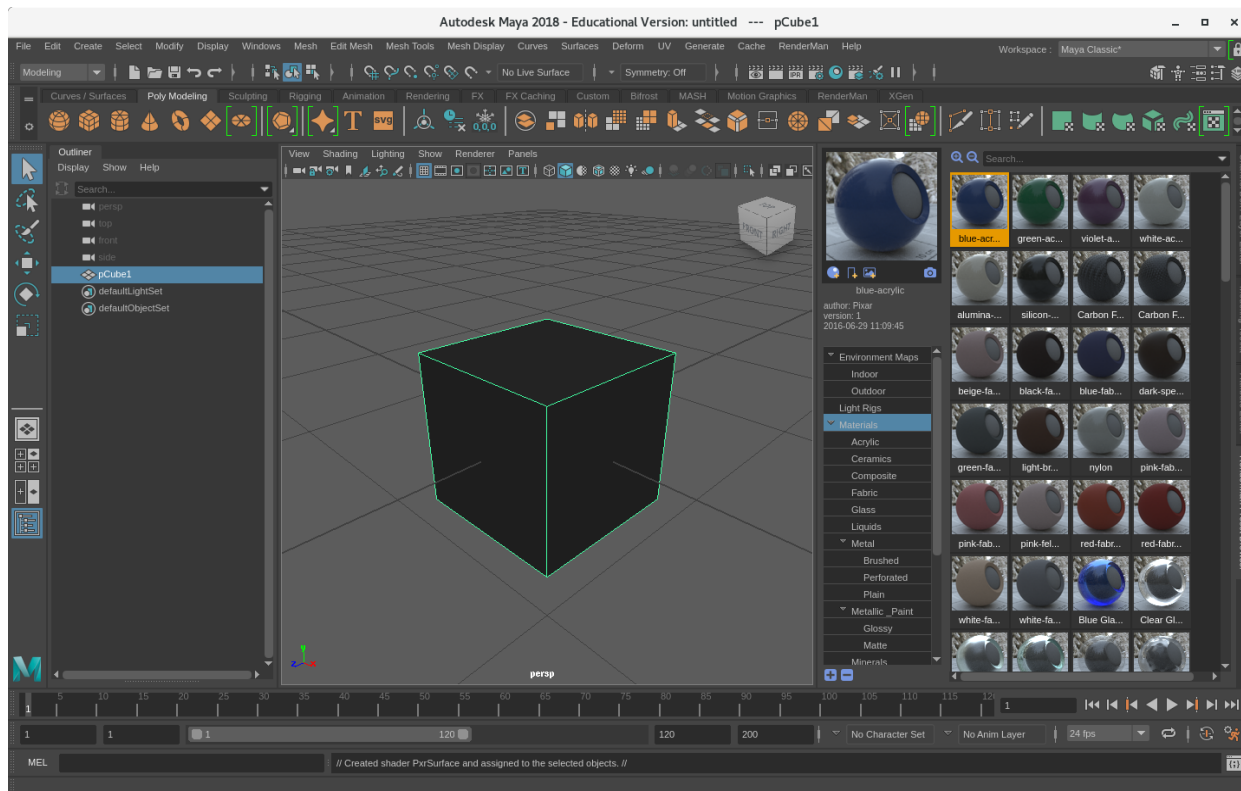 Autodesk Maya 2018 - Educational Version: untitled --- pCube1
File Edit Create Select Modify Display Windows Mesh Edit Mesh Mesh Tools Mesh Display Curves Surfaces Deform UV Generate Cache RenderMan Help Workspace : Maya Classic*
Modeling No Live Surface Symmetry: Off
Curves / Surfaces Poly Modeling Sculpting Rigging Animation Rendering FX FX Caching Custom Bifrost MASH Motion Graphics RenderMan XGen
T SVG 0,0,0
Outliner
Display Show Help
Search...
persp
top
front
side
pCube1
defaultLightSet
defaultObjectSet
View Shading Lighting Show Renderer Panels
FRONT RIGHT
persp
blue-acrylic
author: Pixar
version: 1
2016-06-29 11:09:45
Environment Maps
Indoor
Outdoor
Light Rigs
Materials
Acrylic
Ceramics
Composite
Fabric
Glass
Liquids
Metal
Brushed
Perforated
Plain
Metallic _Paint
Glossy
Matte
Minerals
Search...
blue-acr... green-ac... violet-a... white-ac...
alumina-... silicon-... Carbon F... Carbon F...
beige-fa... black-fa... blue-fab... dark-spe...
green-fa... light-br... nylon pink-fab...
pink-fab... pink-fel... red-fabr... red-fabr...
white-fa... white-fa... Blue Gla... Clear Gl...
5 10 15 20 25 30 35 40 45 50 55 60 65 70 75 80 85 90 95 100 105 110 115 12
1 1
1 1 1 120 120 200 No Character Set No Anim Layer 24 fps
MEL // Created shader PxrSurface and assigned to the selected objects. //